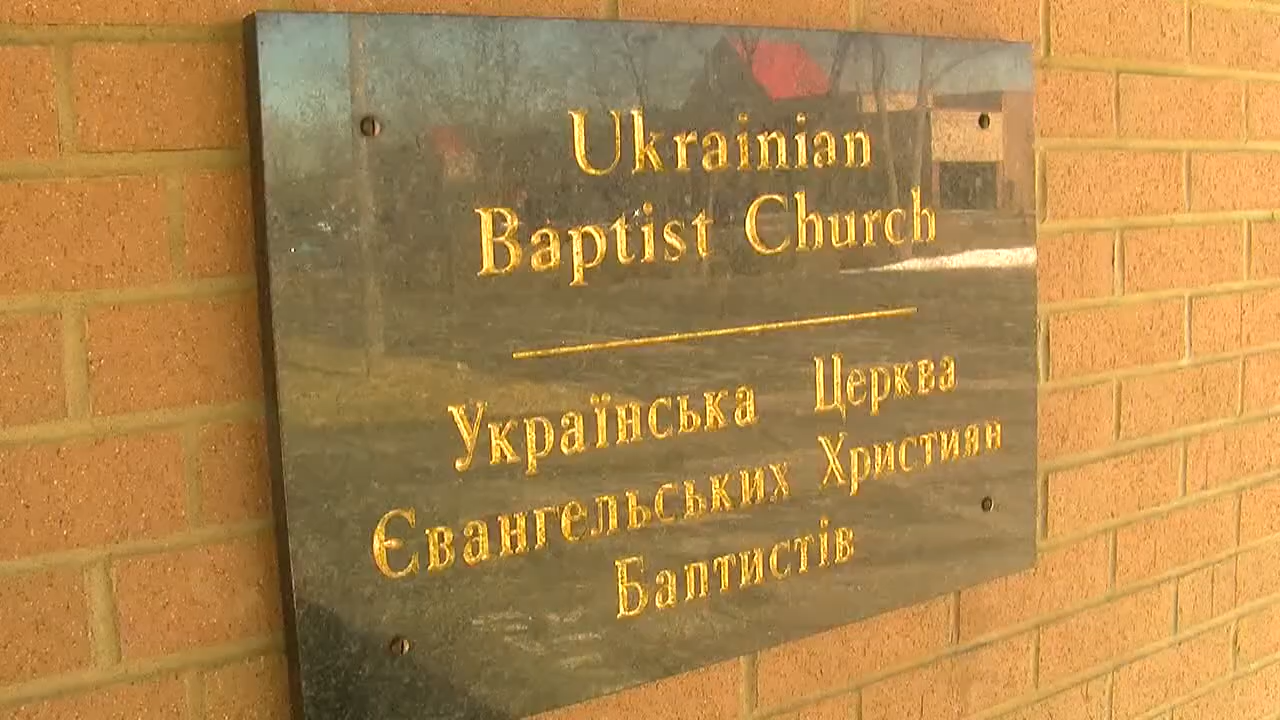 Ukrainian
Baptist Church
Українська Церква
Євангельських Християн
Баптистів